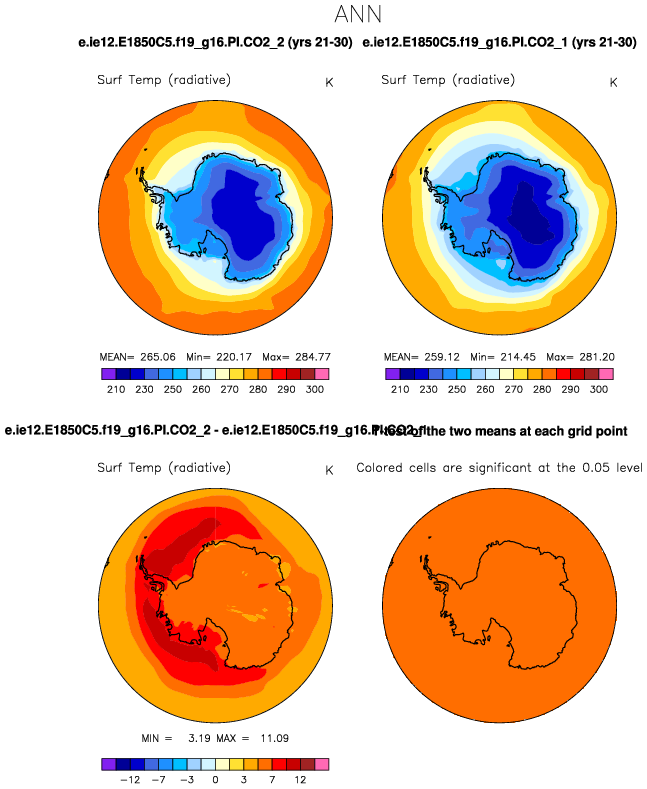 ANN
e.ie12.E1850C5.f19_g16.PI.CO2_2 (yrs 21-30) e.ie12.E1850C5.f19_g16.PI.CO2_1 (yrs 21-30)
Surf Temp (radiative) K Surf Temp (radiative) K
MEAN= 265.06 Min= 220.17 Max= 284.77 MEAN= 259.12 Min= 214.45 Max= 281.20
210 230 250 260 270 280 290 300 210 230 250 260 270 280 290 300
e.ie12.E1850C5.f19_g16.PI.CO2_2 - e.ie12.E1850C5.f19_g16.PI.CO2_1 T-test of the two means at each grid point
Surf Temp (radiative) K Colored cells are significant at the 0.05 level
MIN = 3.19 MAX = 11.09
-12 -7 -3 0 3 7 12